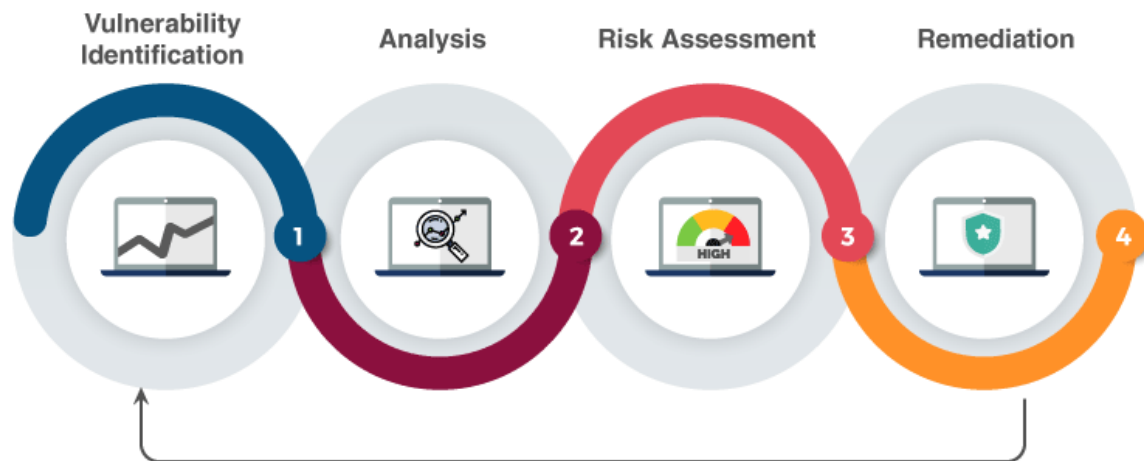 Vulnerability
Identification
Analysis
Risk Assessment
Remediation
1
2
HIGH
3
4